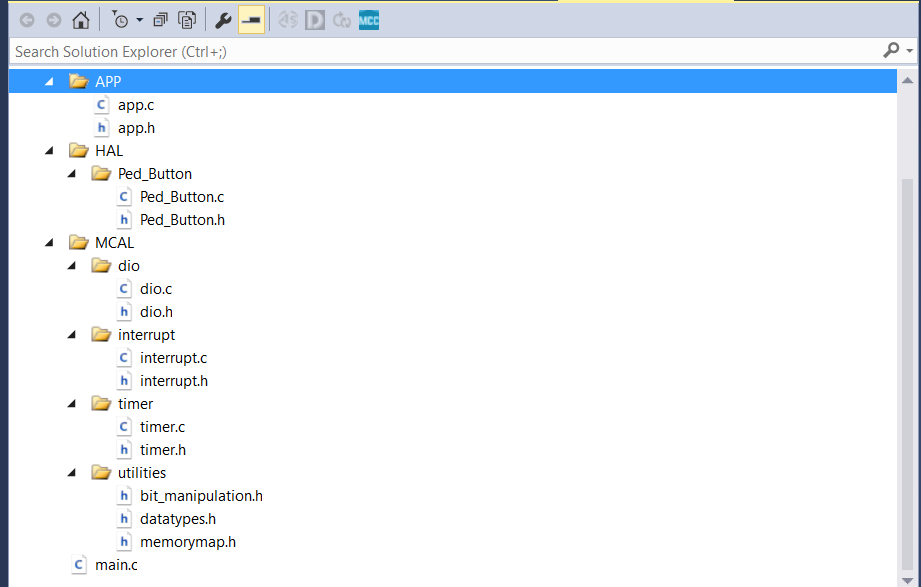 MCC
Search Solution Explorer (Ctrl+;)
APP
C app.c
h app.h
HAL
Ped_Button
C Ped_Button.c
h Ped_Button.h
MCAL
dio
C dio.c
h dio.h
interrupt
C interrupt.c
h interrupt.h
timer
C timer.c
h timer.h
utilities
h bit_manipulation.h
h datatypes.h
h memorymap.h
C main.c